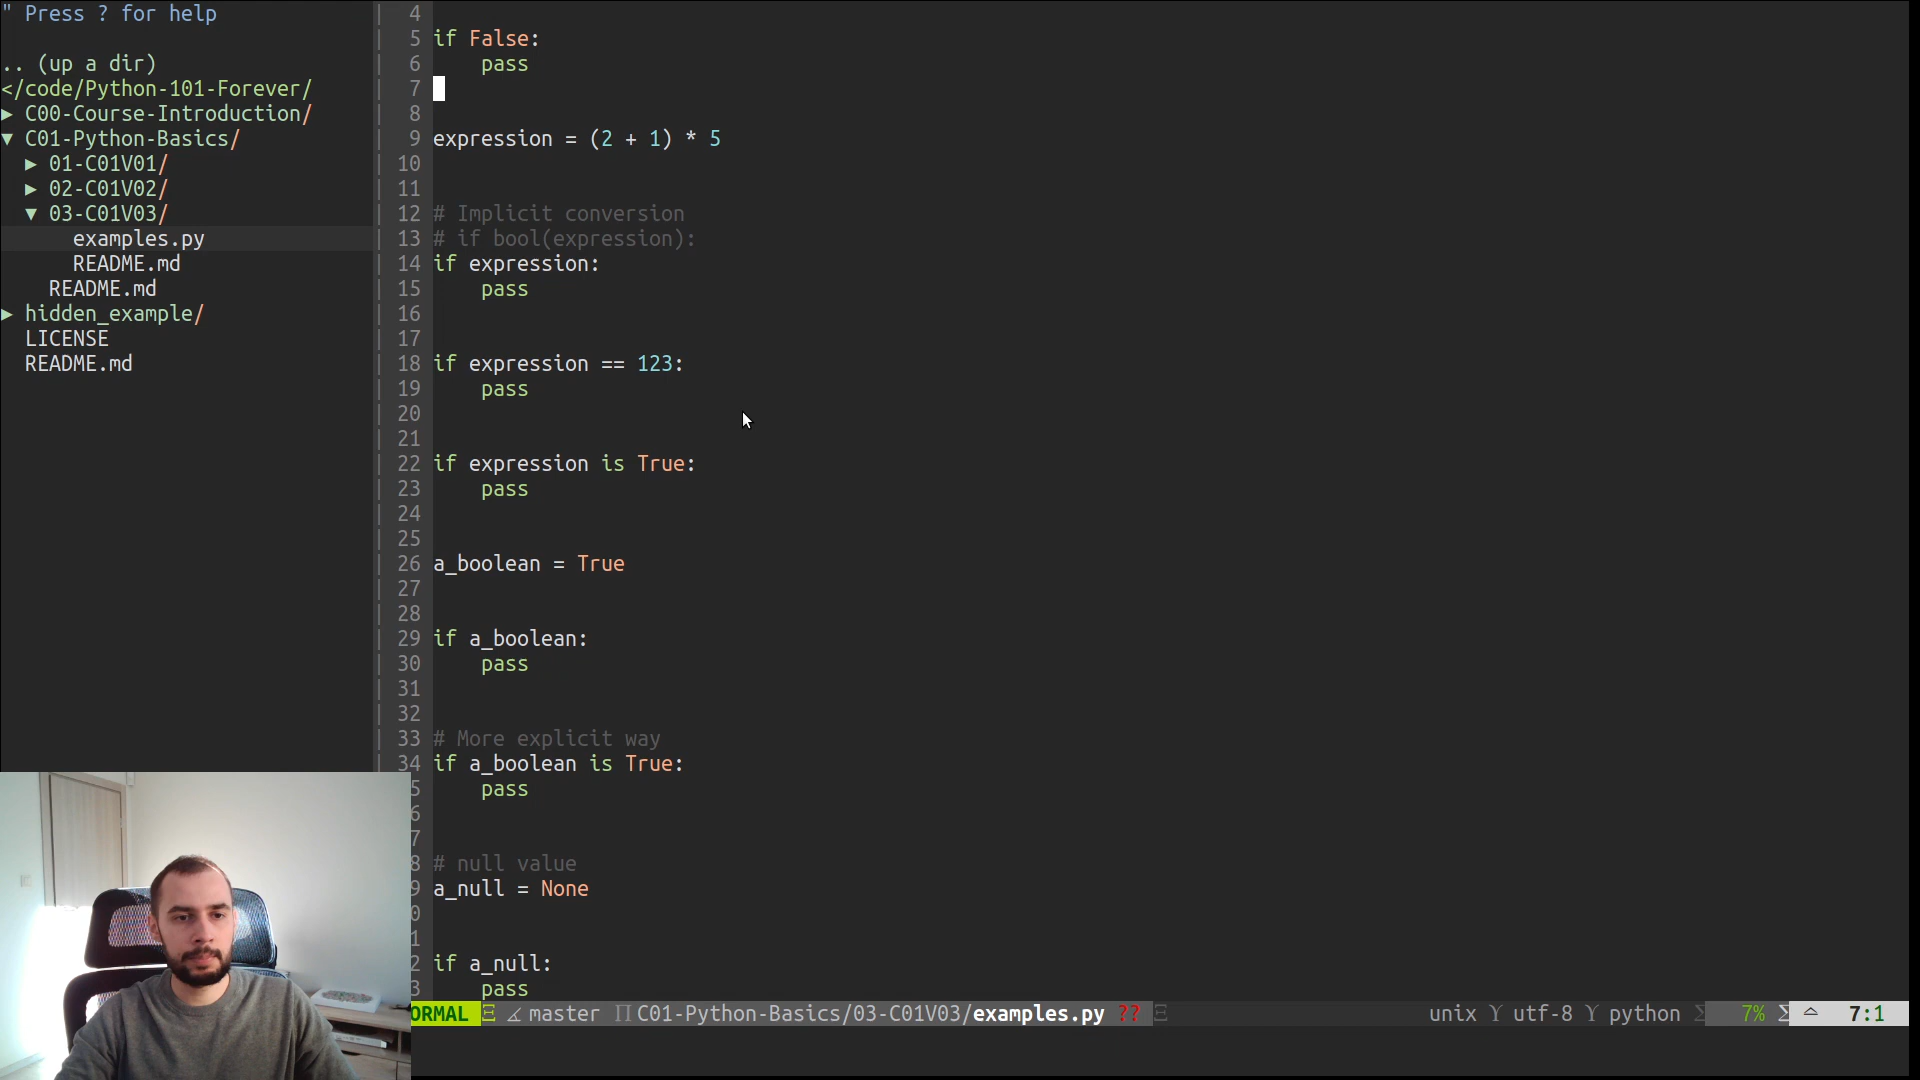 " Press ? for help
.. (up a dir)
</code/Python-101-Forever/
▶ C00-Course-Introduction/
▼ C01-Python-Basics/
▶ 01-C01V01/
▶ 02-C01V02/
▼ 03-C01V03/
examples.py
README.md
README.md
▶ hidden_example/
LICENSE
README.md
4
5 if False:
6     pass
7
8
9 expression = (2 + 1) * 5
10
11
12 # Implicit conversion
13 # if bool(expression):
14 if expression:
15     pass
16
17
18 if expression == 123:
19     pass
20
21
22 if expression is True:
23     pass
24
25
26 a_boolean = True
27
28
29 if a_boolean:
30     pass
31
32
33 # More explicit way
34 if a_boolean is True:
5     pass
6
7
8 # null value
9 a_null = None
0
1
2 if a_null:
3     pass
ORMAL master C01-Python-Basics/03-C01V03/examples.py ?? unix utf-8 python 7% 7:1